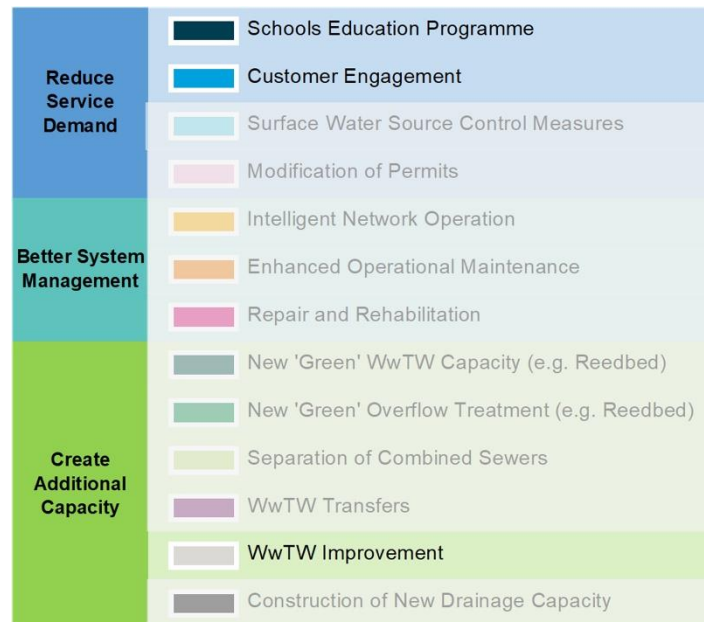 Reduce
Service
Demand
Schools Education Programme
Customer Engagement
Surface Water Source Control Measures
Modification of Permits
Better System
Management
Intelligent Network Operation
Enhanced Operational Maintenance
Repair and Rehabilitation
Create
Additional
Capacity
New 'Green' WwTW Capacity (e.g. Reedbed)
New 'Green' Overflow Treatment (e.g. Reedbed)
Separation of Combined Sewers
WwTW Transfers
WwTW Improvement
Construction of New Drainage Capacity